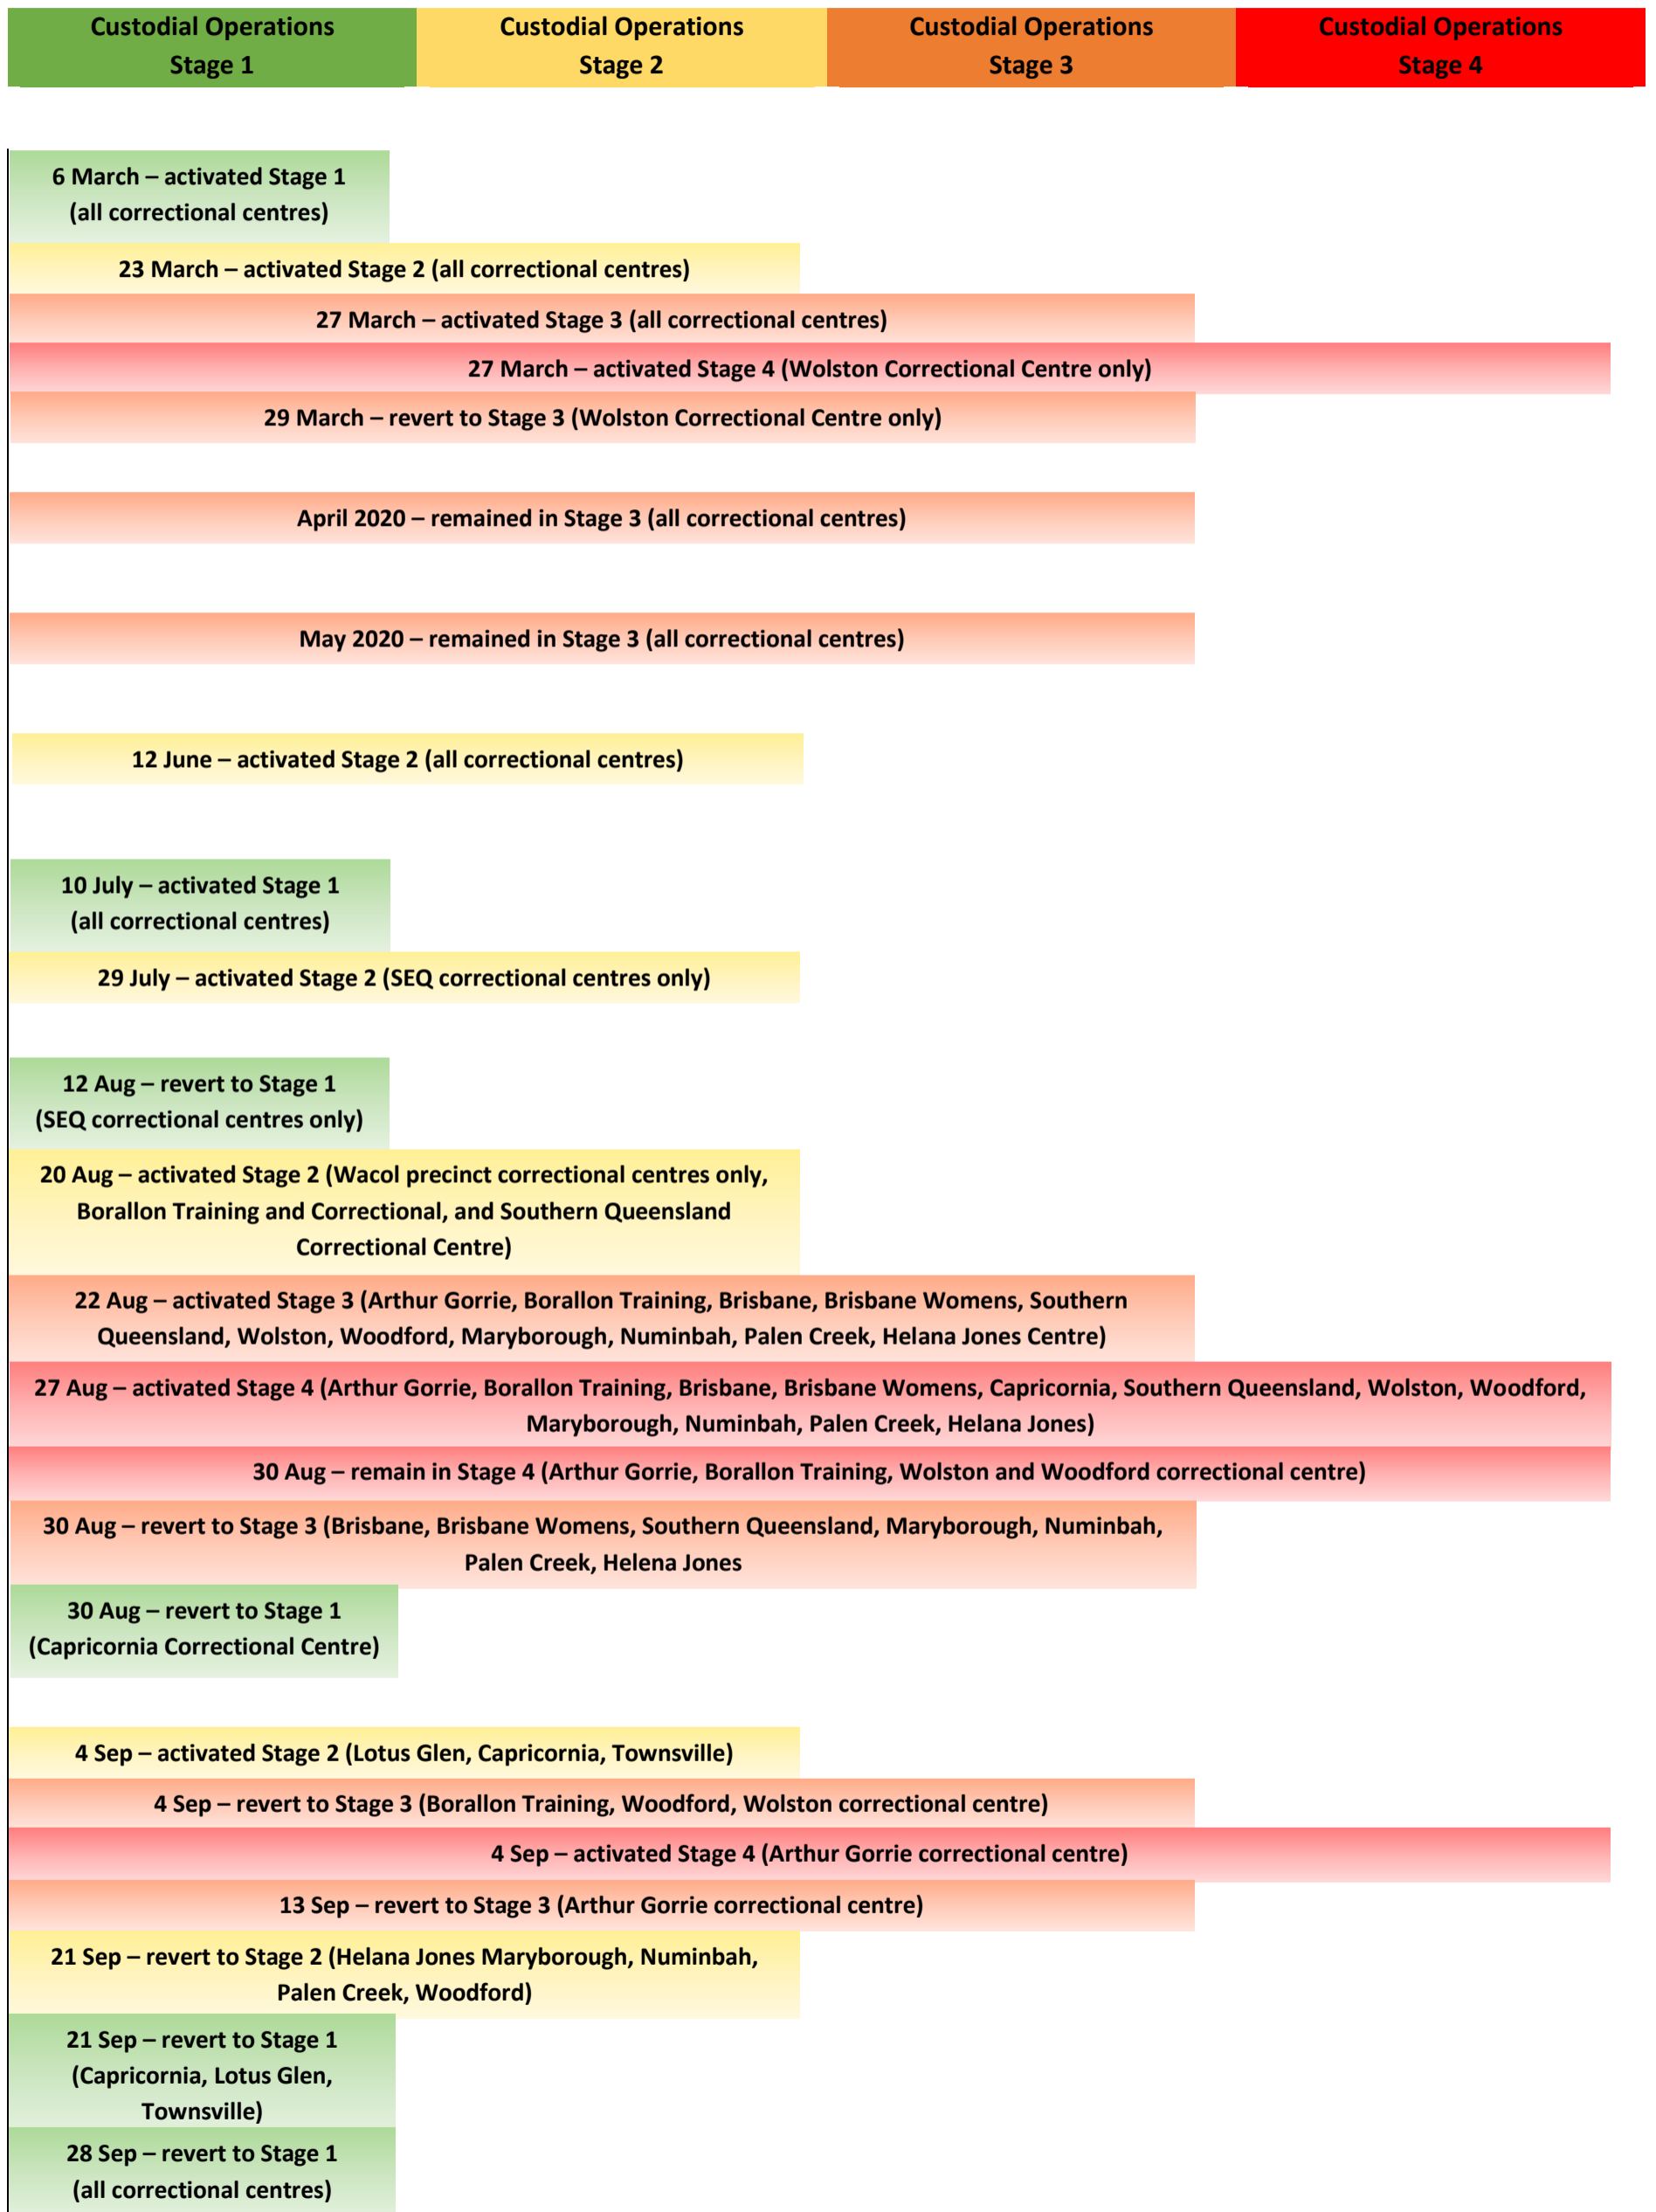 Custodial Operations
Stage 1
Custodial Operations
Stage 2
Custodial Operations
Stage 3
Custodial Operations
Stage 4
6 March – activated Stage 1
(all correctional centres)
23 March – activated Stage 2 (all correctional centres)
27 March – activated Stage 3 (all correctional centres)
27 March – activated Stage 4 (Wolston Correctional Centre only)
29 March – revert to Stage 3 (Wolston Correctional Centre only)
April 2020 – remained in Stage 3 (all correctional centres)
May 2020 – remained in Stage 3 (all correctional centres)
12 June – activated Stage 2 (all correctional centres)
10 July – activated Stage 1
(all correctional centres)
29 July – activated Stage 2 (SEQ correctional centres only)
12 Aug – revert to Stage 1
(SEQ correctional centres only)
20 Aug – activated Stage 2 (Wacol precinct correctional centres only,
Borallon Training and Correctional, and Southern Queensland
Correctional Centre)
22 Aug – activated Stage 3 (Arthur Gorrie, Borallon Training, Brisbane, Brisbane Womens, Southern
Queensland, Wolston, Woodford, Maryborough, Numinbah, Palen Creek, Helana Jones Centre)
27 Aug – activated Stage 4 (Arthur Gorrie, Borallon Training, Brisbane, Brisbane Womens, Capricornia, Southern Queensland, Wolston, Woodford,
Maryborough, Numinbah, Palen Creek, Helana Jones)
30 Aug – remain in Stage 4 (Arthur Gorrie, Borallon Training, Wolston and Woodford correctional centre)
30 Aug – revert to Stage 3 (Brisbane, Brisbane Womens, Southern Queensland, Maryborough, Numinbah,
Palen Creek, Helena Jones
30 Aug – revert to Stage 1
(Capricornia Correctional Centre)
4 Sep – activated Stage 2 (Lotus Glen, Capricornia, Townsville)
4 Sep – revert to Stage 3 (Borallon Training, Woodford, Wolston correctional centre)
4 Sep – activated Stage 4 (Arthur Gorrie correctional centre)
13 Sep – revert to Stage 3 (Arthur Gorrie correctional centre)
21 Sep – revert to Stage 2 (Helana Jones Maryborough, Numinbah,
Palen Creek, Woodford)
21 Sep – revert to Stage 1
(Capricornia, Lotus Glen,
Townsville)
28 Sep – revert to Stage 1
(all correctional centres)